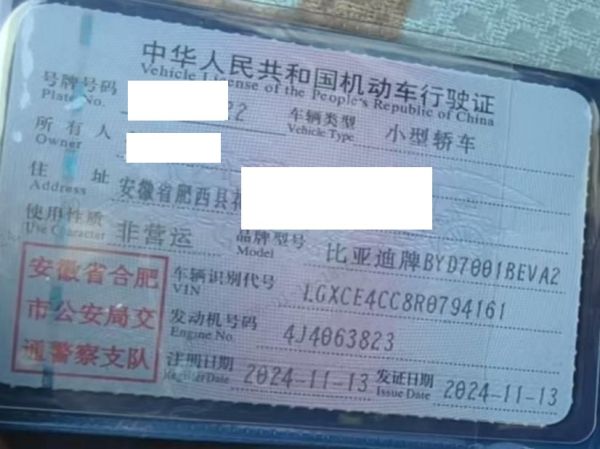 中华人民共和国机动车行驶证
Vehicle License of the People's Republic of China
号牌号码 22 车辆类型 小型轿车
Plate No. Vehicle Type
所有人
Owner
住址 安徽省肥西县
Address
使用性质 非营运 品牌型号 比亚迪牌BYD7001BEVA2
Use Character Model
安徽省合肥
市公安局交
通警察支队
车辆识别代号 LGXCE4CC8R0794161
VIN
发动机号码 4J4063823
Engine No.
注册日期 2024-11-13 发证日期 2024-11-13
Register Date Issue Date